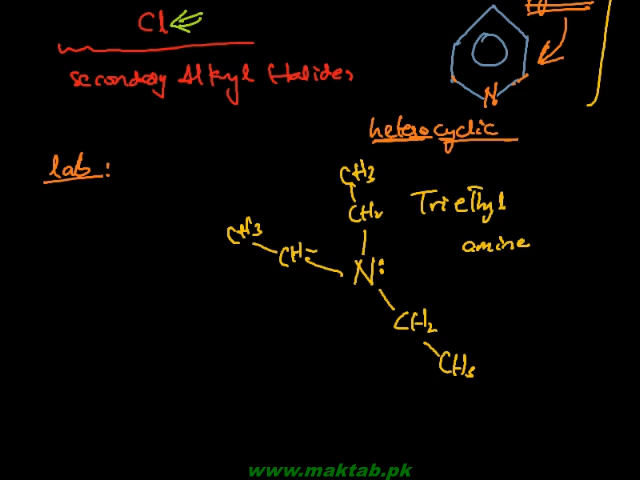 Cl
secondary Alkyl Halides
N
heterocyclic
lab:
CH3
CH2
Triethyl
amine
CH3
CH2
N:
CH2
CH3
www.maktab.pk